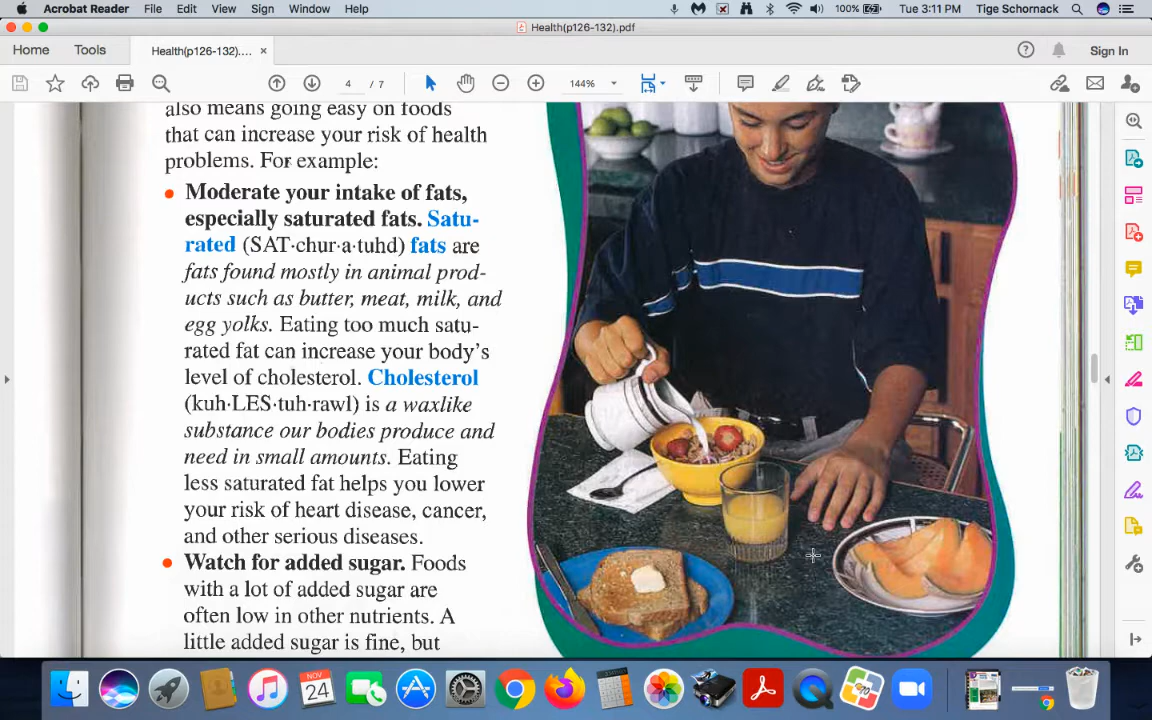 Acrobat Reader File Edit View Sign Window Help 100% Tue 3:11 PM Tige Schornack
Health(p126-132).pdf
Home Tools Health(p126-132).... × Sign In
4 / 7 144%
also means going easy on foods
that can increase your risk of health
problems. For example:
• Moderate your intake of fats,
especially saturated fats. Satu-
rated (SAT·chur·a·tuhd) fats are
fats found mostly in animal prod-
ucts such as butter, meat, milk, and
egg yolks. Eating too much satu-
rated fat can increase your body's
level of cholesterol. Cholesterol
(kuh·LES·tuh·rawl) is a waxlike
substance our bodies produce and
need in small amounts. Eating
less saturated fat helps you lower
your risk of heart disease, cancer,
and other serious diseases.
• Watch for added sugar. Foods
with a lot of added sugar are
often low in other nutrients. A
little added sugar is fine, but
NOV
24